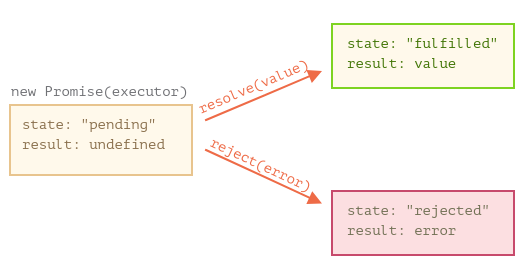 new Promise(executor)
state: "pending"
result: undefined
resolve(value)
reject(error)
state: "fulfilled"
result: value
state: "rejected"
result: error